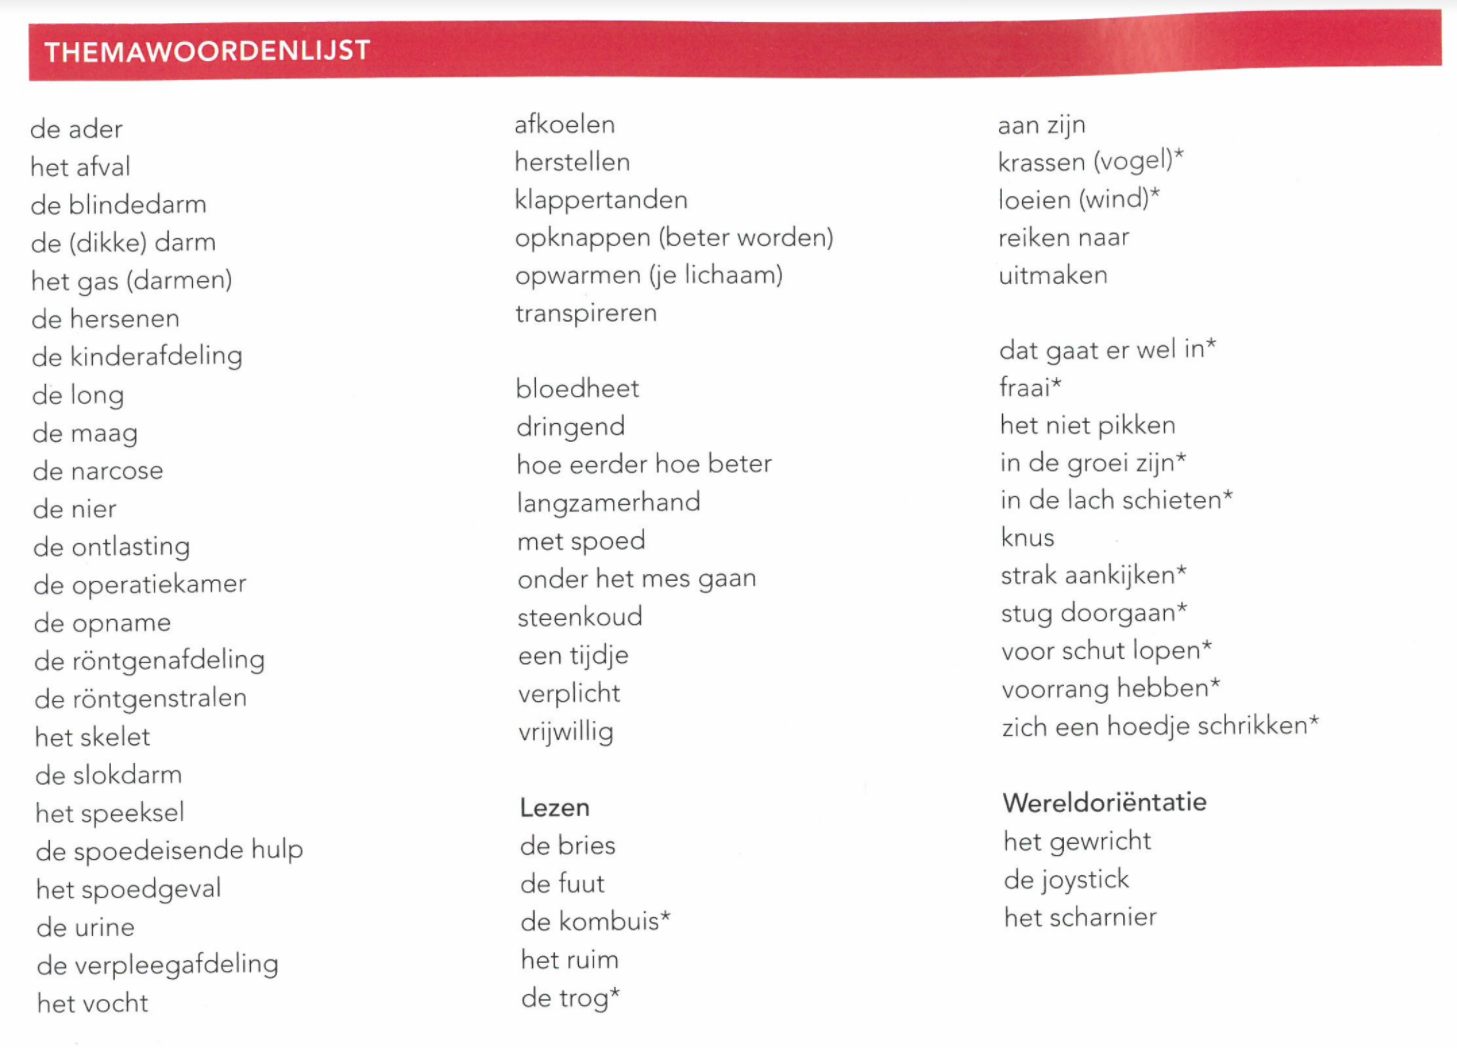 THEMAWOORDENLIJST
de ader
het afval
de blindedarm
de (dikke) darm
het gas (darmen)
de hersenen
de kinderafdeling
de long
de maag
de narcose
de nier
de ontlasting
de operatiekamer
de opname
de röntgenafdeling
de röntgenstralen
het skelet
de slokdarm
het speeksel
de spoedeisende hulp
het spoedgeval
de urine
de verpleegafdeling
het vocht
afkoelen
herstellen
klappertanden
opknappen (beter worden)
opwarmen (je lichaam)
transpireren
bloedheet
dringend
hoe eerder hoe beter
langzamerhand
met spoed
onder het mes gaan
steenkoud
een tijdje
verplicht
vrijwillig
Lezen
de bries
de fuut
de kombuis*
het ruim
de trog*
aan zijn
krassen (vogel)*
loeien (wind)*
reiken naar
uitmaken
dat gaat er wel in*
fraai*
het niet pikken
in de groei zijn*
in de lach schieten*
knus
strak aankijken*
stug doorgaan*
voor schut lopen*
voorrang hebben*
zich een hoedje schrikken*
Wereldoriëntatie
het gewricht
de joystick
het scharnier